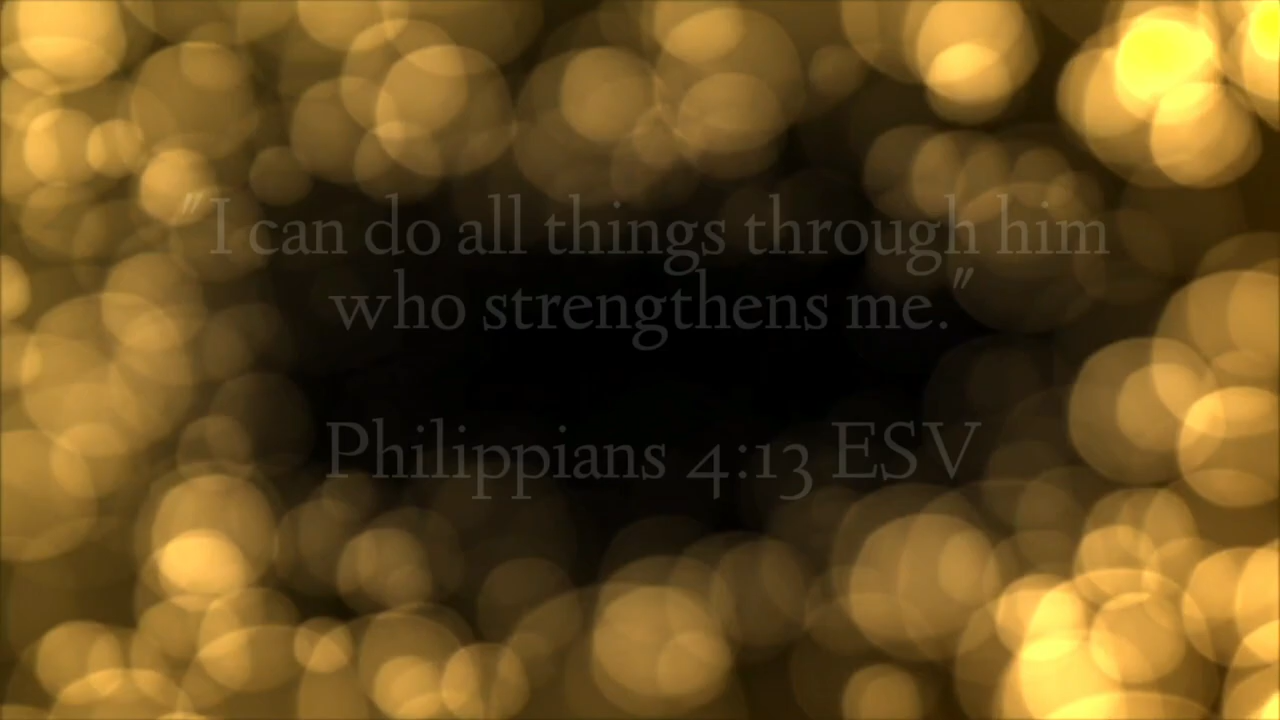 "I can do all things through him
who strengthens me."
Philippians 4:13 ESV